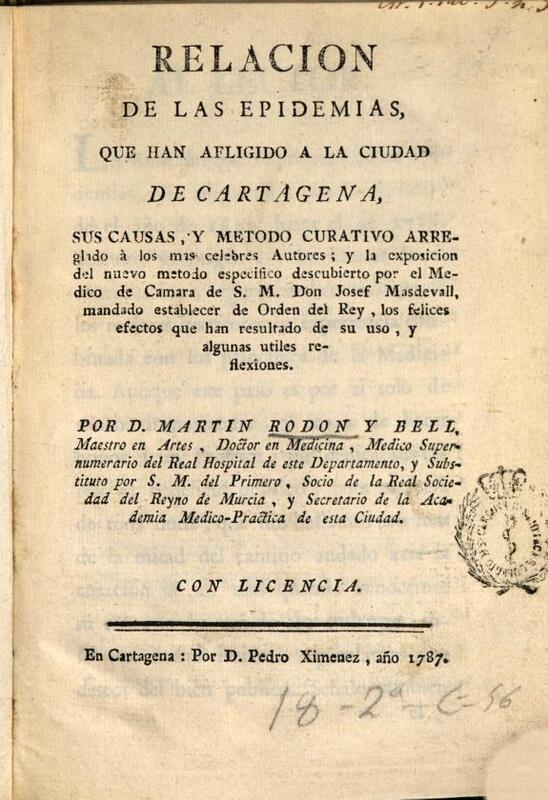 RELACION
DE LAS EPIDEMIAS,
QUE HAN AFLIGIDO A LA CIUDAD
DE CARTAGENA,
SUS CAUSAS, Y METODO CURATIVO ARRE-
glado à los mas celebres Autores; y la exposicion
del nuevo metodo especifico descubierto por el Me-
dico de Camara de S. M. Don Josef Masdevall,
mandado establecer de Orden del Rey, los felices
efectos que han resultado de su uso, y
algunas utiles re-
flexîones.
POR D. MARTIN RODON Y BELL,
Maestro en Artes, Doctor en Medicina, Medico Super-
numerario del Real Hospital de este Departamento, y Subs-
tituto por S. M. del Primero, Socio de la Real Socie-
dad del Reyno de Murcia, y Secretario de la Aca-
demia Medico-Practica de esta Ciudad.
CON LICENCIA.
En Cartagena: Por D. Pedro Ximenez, año 1787.
18-2ª C-56